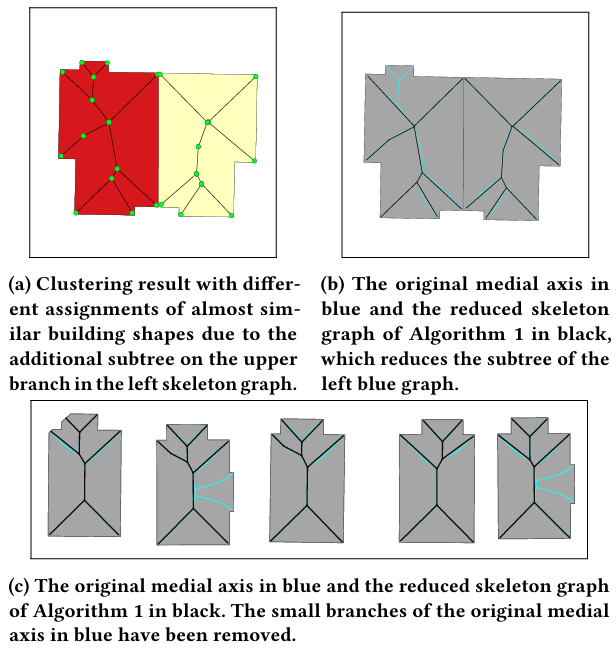 (a) Clustering result with differ-
ent assignments of almost sim-
ilar building shapes due to the
additional subtree on the upper
branch in the left skeleton graph.
(b) The original medial axis in
blue and the reduced skeleton
graph of Algorithm 1 in black,
which reduces the subtree of the
left blue graph.
(c) The original medial axis in blue and the reduced skeleton graph
of Algorithm 1 in black. The small branches of the original medial
axis in blue have been removed.